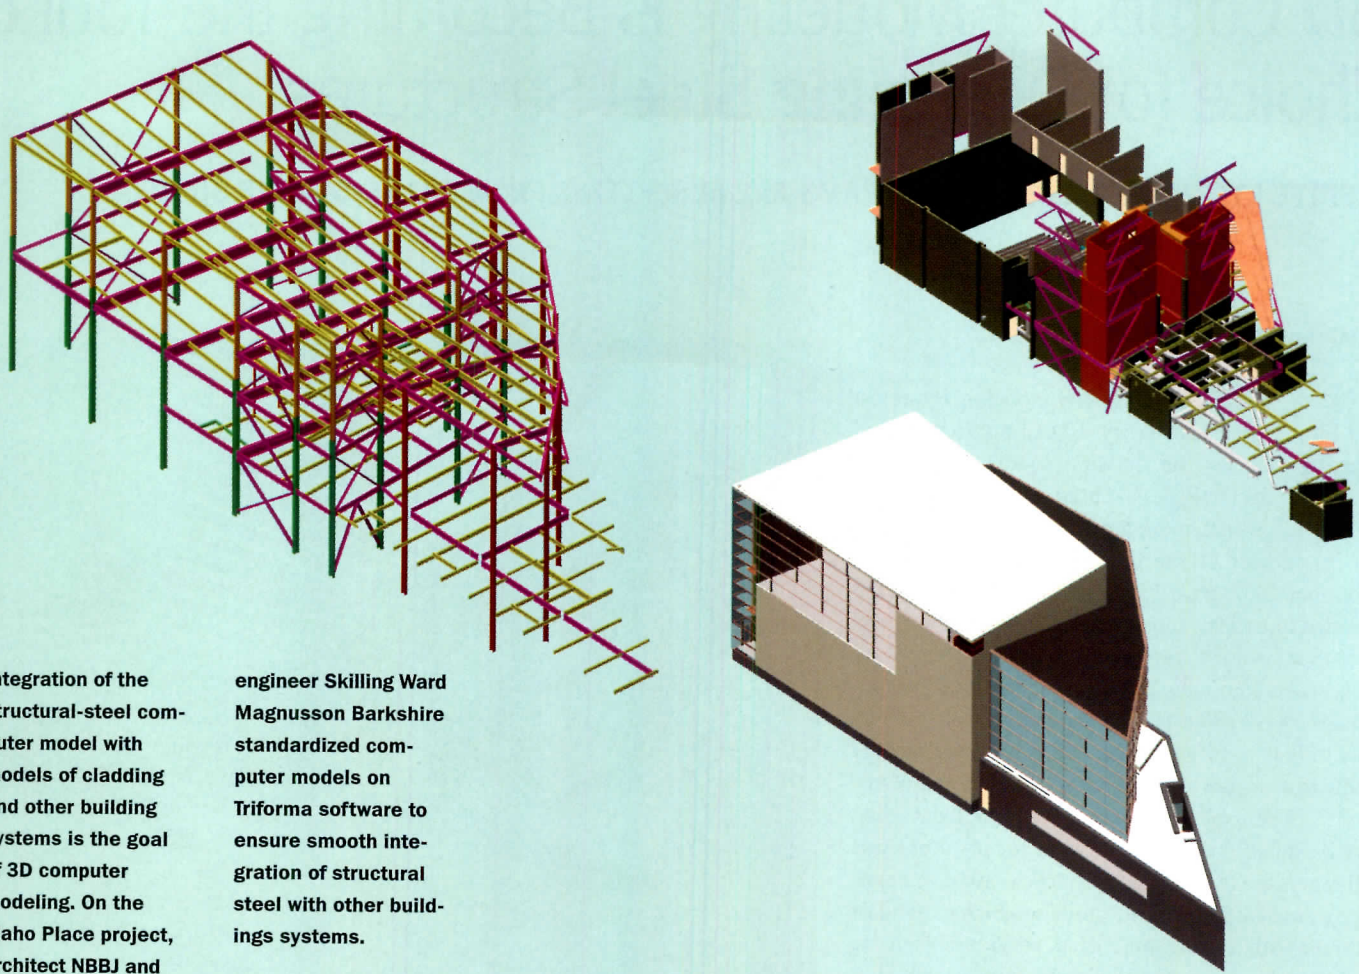 ntegration of the
tructural-steel com-
uter model with
odels of cladding
nd other building
ystems is the goal
f 3D computer
odeling. On the
aho Place project,
rchitect NBBJ and
engineer Skilling Ward
Magnusson Barkshire
standardized com-
puter models on
Triforma software to
ensure smooth inte-
gration of structural
steel with other build-
ings systems.